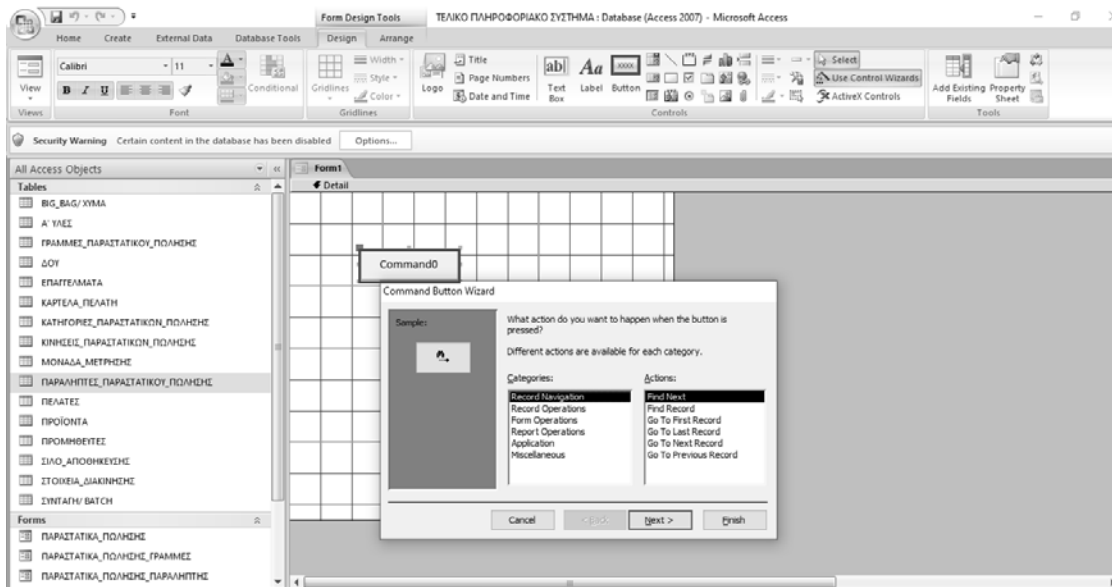 Form Design Tools
ΤΕΛΙΚΟ ΠΛΗΡΟΦΟΡΙΑΚΟ ΣΥΣΤΗΜΑ : Database (Access 2007) - Microsoft Access
Home Create External Data Database Tools Design Arrange
View
Views
Calibri 11
B I U
Conditional
Font
Gridlines
Width
Style
Color
Gridlines
Logo
Title
Page Numbers
Date and Time
ab|
Text Box
Aa
Label
xxxx
Button
Select
Use Control Wizards
ActiveX Controls
Controls
Add Existing Fields
Property Sheet
Tools
Security Warning Certain content in the database has been disabled Options...
All Access Objects
Tables
BIG_BAG/ ΧΥΜΑ
Α' ΥΛΕΣ
ΓΡΑΜΜΕΣ_ΠΑΡΑΣΤΑΤΙΚΟΥ_ΠΩΛΗΣΗΣ
ΔΟΥ
ΕΠΑΓΓΕΛΜΑΤΑ
ΚΑΡΤΕΛΑ_ΠΕΛΑΤΗ
ΚΑΤΗΓΟΡΙΕΣ_ΠΑΡΑΣΤΑΤΙΚΩΝ_ΠΩΛΗΣΗΣ
ΚΙΝΗΣΕΙΣ_ΠΑΡΑΣΤΑΤΙΚΩΝ_ΠΩΛΗΣΗΣ
ΜΟΝΑΔΑ_ΜΕΤΡΗΣΗΣ
ΠΑΡΑΛΗΠΤΕΣ_ΠΑΡΑΣΤΑΤΙΚΟΥ_ΠΩΛΗΣΗΣ
ΠΕΛΑΤΕΣ
ΠΡΟΪΟΝΤΑ
ΠΡΟΜΗΘΕΥΤΕΣ
ΣΙΛΟ_ΑΠΟΘΗΚΕΥΣΗΣ
ΣΤΟΙΧΕΙΑ_ΔΙΑΚΙΝΗΣΗΣ
ΣΥΝΤΑΓΗ/ BATCH
Forms
ΠΑΡΑΣΤΑΤΙΚΑ_ΠΩΛΗΣΗΣ
ΠΑΡΑΣΤΑΤΙΚΑ_ΠΩΛΗΣΗΣ_ΓΡΑΜΜΕΣ
ΠΑΡΑΣΤΑΤΙΚΑ_ΠΩΛΗΣΗΣ_ΠΑΡΑΛΗΠΤΗΣ
Form1
Detail
Command0
Command Button Wizard
Sample:
What action do you want to happen when the button is
pressed?
Different actions are available for each category.
Categories:
Record Navigation
Record Operations
Form Operations
Report Operations
Application
Miscellaneous
Actions:
Find Next
Find Record
Go To First Record
Go To Last Record
Go To Next Record
Go To Previous Record
Cancel < Back Next > Finish